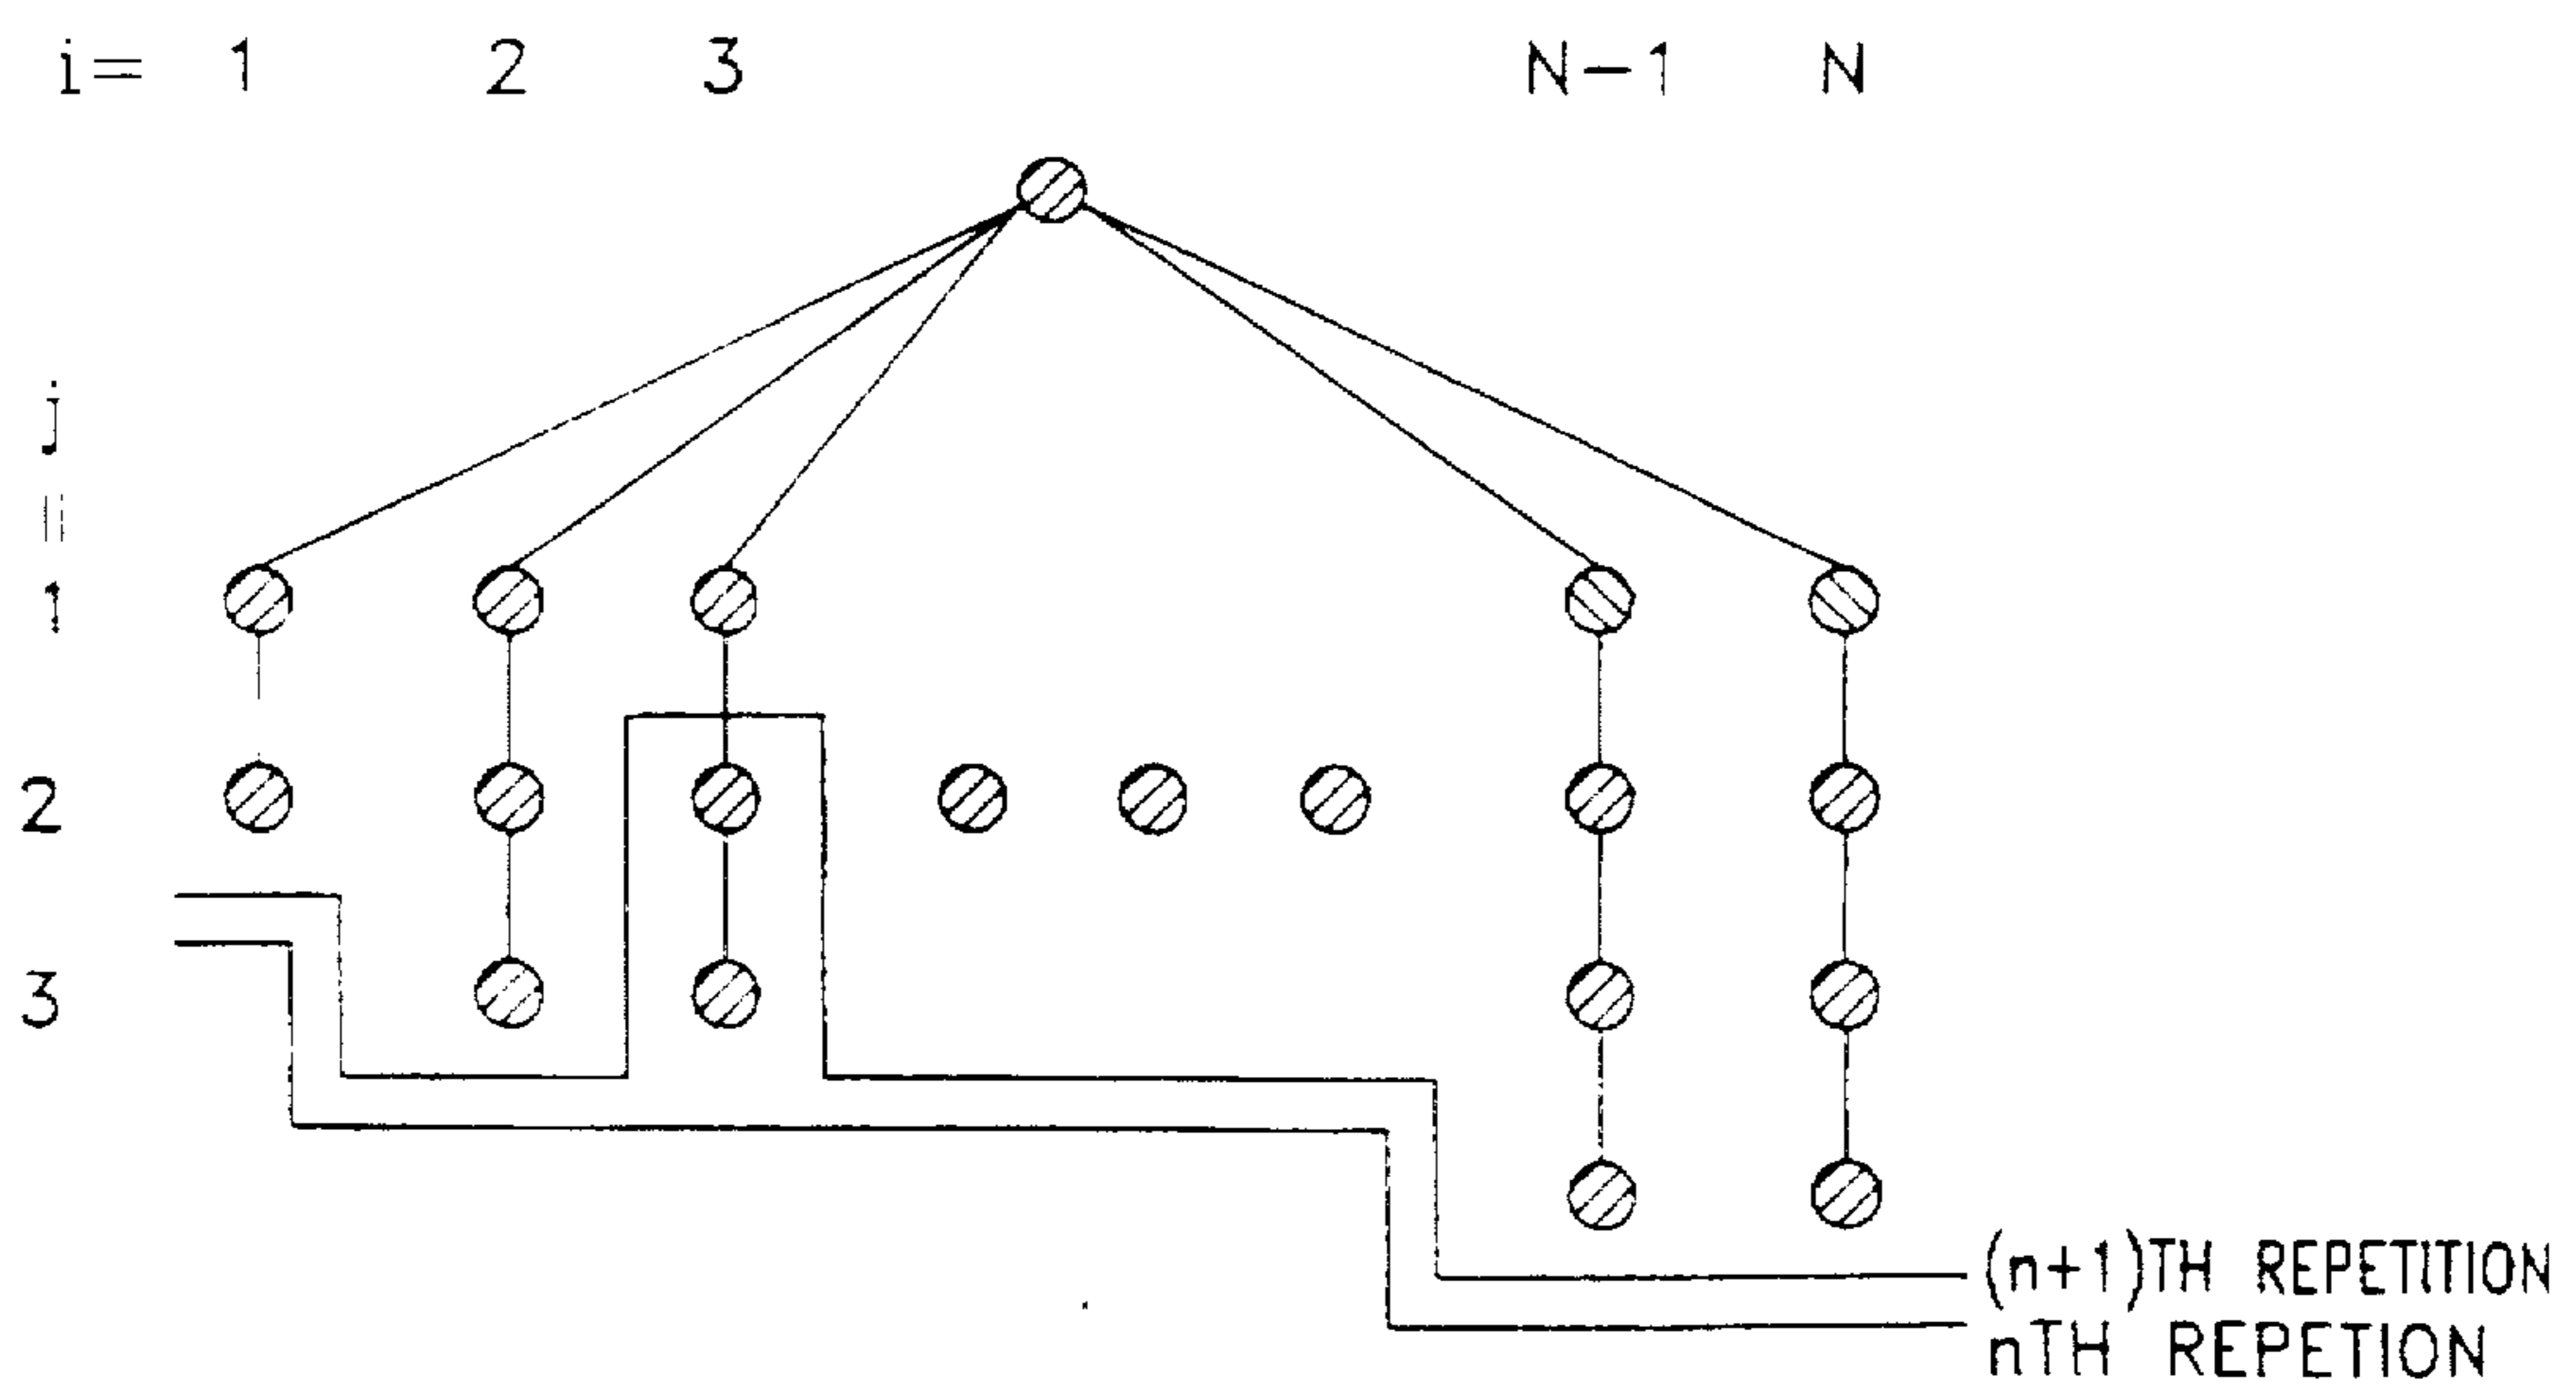 i= 1 2 3 N-1 N
j
=
1
2
3
(n+1)TH REPETITION
nTH REPETION